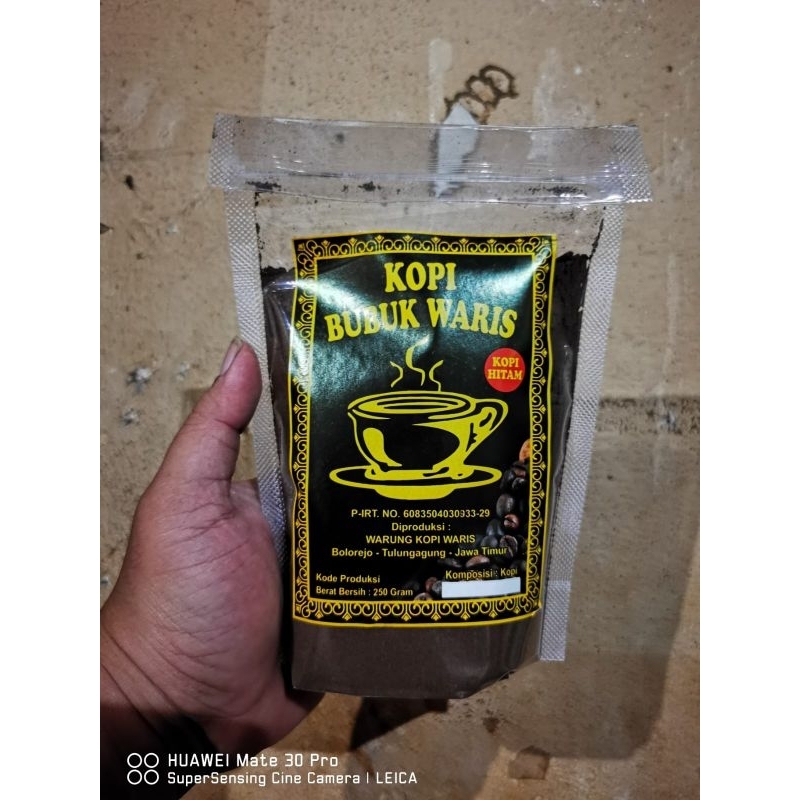 KOPI
BUBUK WARIS
KOPI
HITAM
P-IRT. NO. 6083504030933-29
Diproduksi :
WARUNG KOPI WARIS
Bolorejo - Tulungagung - Jawa Timur
Kode Produksi
Komposisi : Kopi
Berat Bersih : 250 Gram
HUAWEI Mate 30 Pro
SuperSensing Cine Camera | LEICA